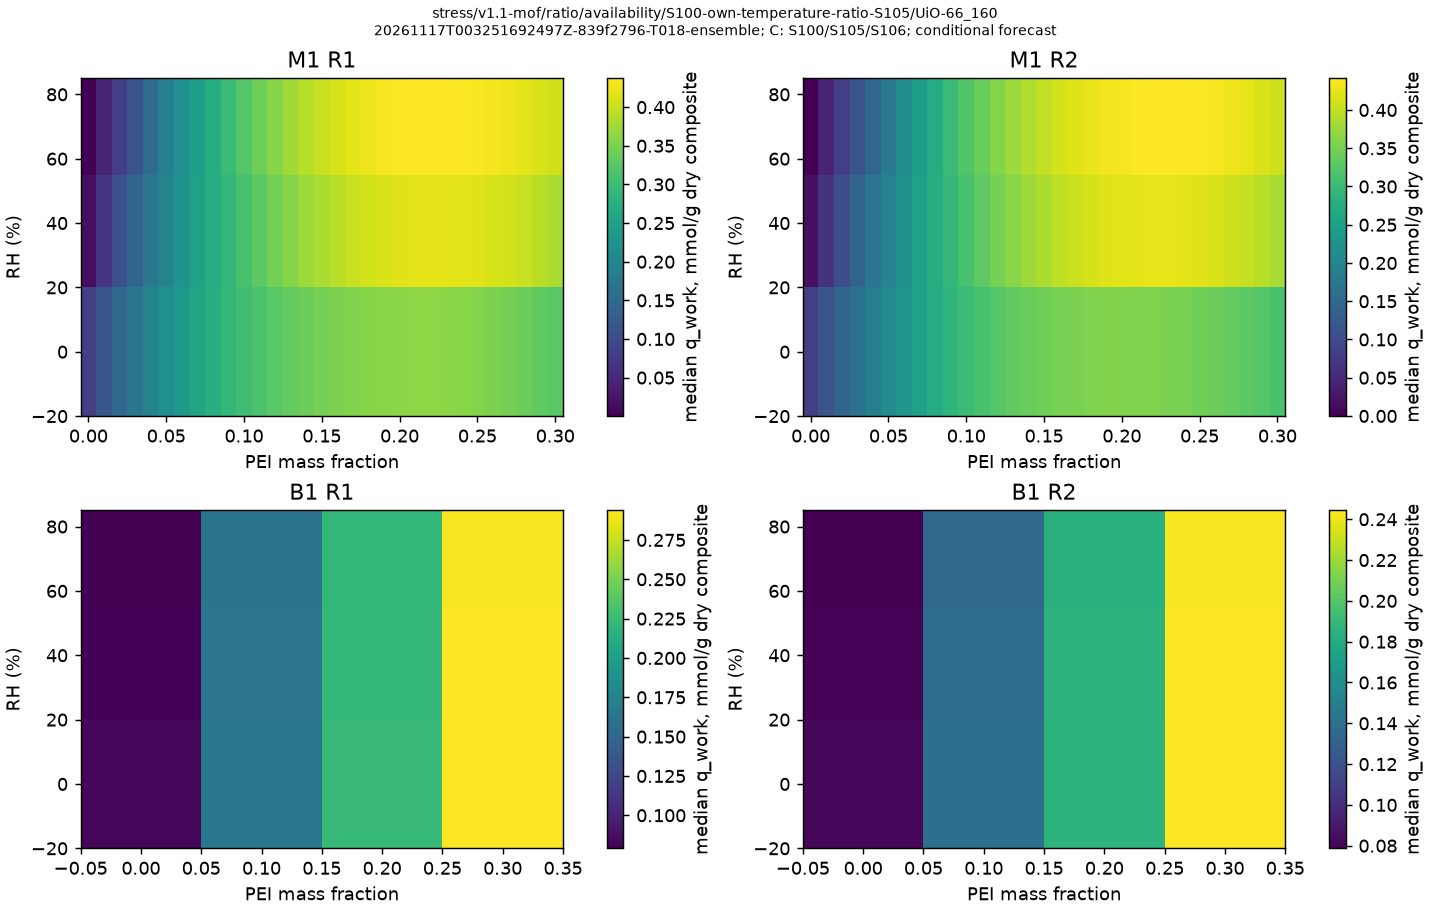 stress/v1.1-mof/ratio/availability/S100-own-temperature-ratio-S105/UiO-66_160
20261117T003251692497Z-839f2796-T018-ensemble; C: S100/S105/S106; conditional forecast
M1 R1
80
60
40
20
0
−20
RH (%)
0.00 0.05 0.10 0.15 0.20 0.25 0.30
PEI mass fraction
0.40
0.35
0.30
0.25
0.20
0.15
0.10
0.05
median q_work, mmol/g dry composite
M1 R2
80
60
40
20
0
−20
RH (%)
0.00 0.05 0.10 0.15 0.20 0.25 0.30
PEI mass fraction
0.40
0.35
0.30
0.25
0.20
0.15
0.10
0.05
0.00
median q_work, mmol/g dry composite
B1 R1
80
60
40
20
0
−20
RH (%)
−0.05 0.00 0.05 0.10 0.15 0.20 0.25 0.30 0.35
PEI mass fraction
0.275
0.250
0.225
0.200
0.175
0.150
0.125
0.100
median q_work, mmol/g dry composite
B1 R2
80
60
40
20
0
−20
RH (%)
−0.05 0.00 0.05 0.10 0.15 0.20 0.25 0.30 0.35
PEI mass fraction
0.24
0.22
0.20
0.18
0.16
0.14
0.12
0.10
0.08
median q_work, mmol/g dry composite